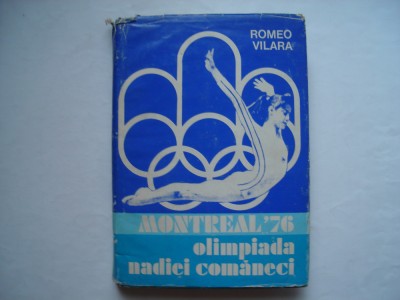 ROMEO
VILARA
MONTREAL '76
olimpiada
nadiei comăneci